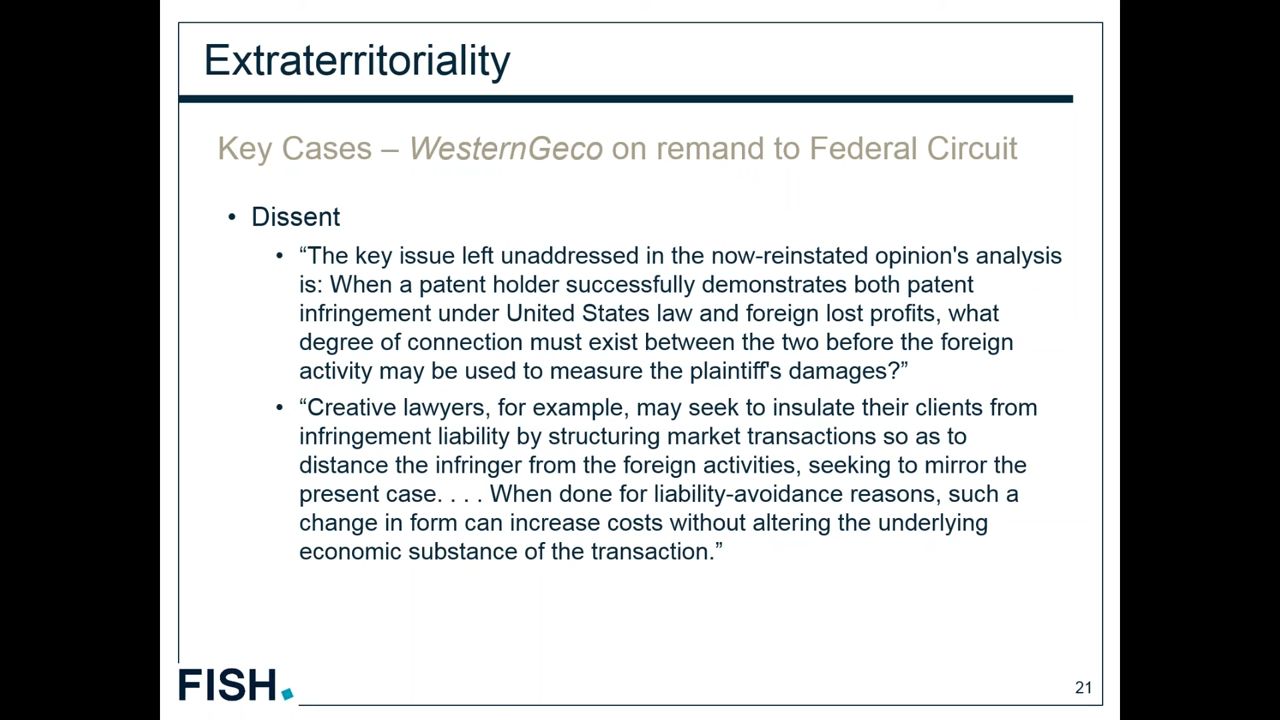 Extraterritoriality
Key Cases – WesternGeco on remand to Federal Circuit
• Dissent
• “The key issue left unaddressed in the now-reinstated opinion's analysis
is: When a patent holder successfully demonstrates both patent
infringement under United States law and foreign lost profits, what
degree of connection must exist between the two before the foreign
activity may be used to measure the plaintiff's damages?”
• “Creative lawyers, for example, may seek to insulate their clients from
infringement liability by structuring market transactions so as to
distance the infringer from the foreign activities, seeking to mirror the
present case. . . . When done for liability-avoidance reasons, such a
change in form can increase costs without altering the underlying
economic substance of the transaction.”
FISH.
21